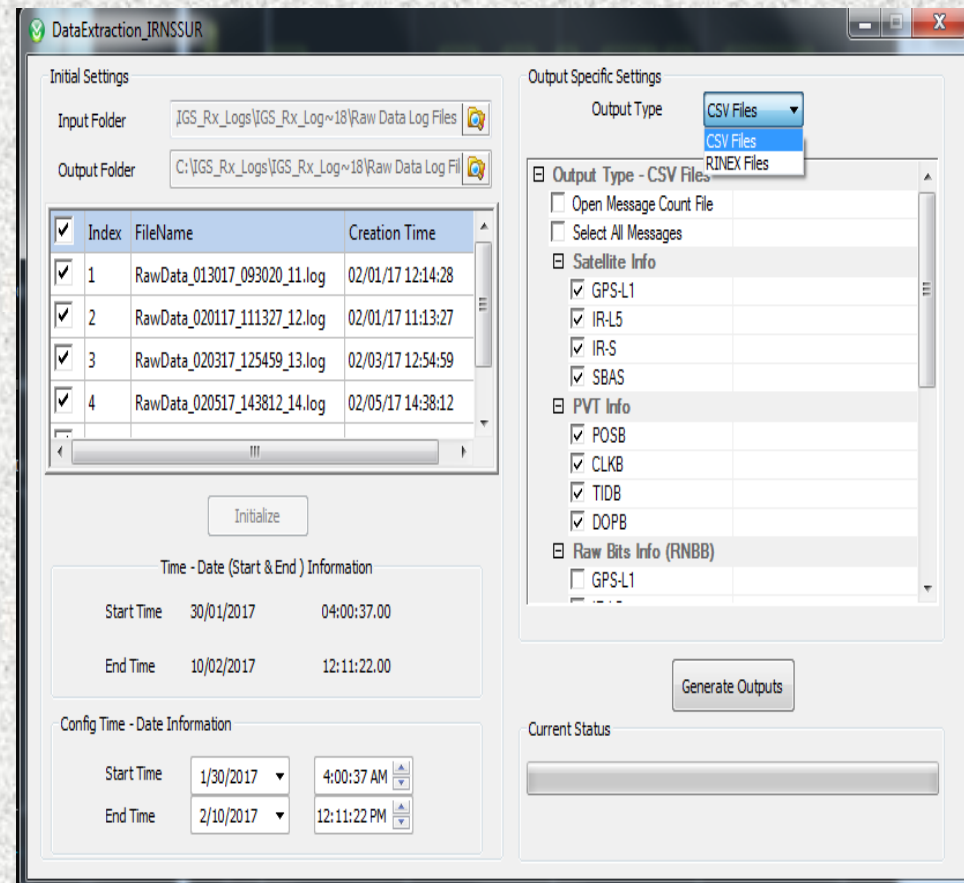 DataExtraction_IRNSSUR
Initial Settings
Input Folder
IGS_Rx_Logs\IGS_Rx_Log~18\Raw Data Log Files
Output Folder
C:\IGS_Rx_Logs\IGS_Rx_Log~18\Raw Data Log Fil
Index FileName Creation Time
1 RawData_013017_093020_11.log 02/01/17 12:14:28
2 RawData_020117_111327_12.log 02/01/17 11:13:27
3 RawData_020317_125459_13.log 02/03/17 12:54:59
4 RawData_020517_143812_14.log 02/05/17 14:38:12
Initialize
Time - Date (Start & End ) Information
Start Time 30/01/2017 04:00:37.00
End Time 10/02/2017 12:11:22.00
Config Time - Date Information
Start Time 1/30/2017 4:00:37 AM
End Time 2/10/2017 12:11:22 PM
Output Specific Settings
Output Type CSV Files
CSV Files
RINEX Files
Output Type - CSV Files
Open Message Count File
Select All Messages
Satellite Info
GPS-L1
IR-L5
IR-S
SBAS
PVT Info
POSB
CLKB
TIDB
DOPB
Raw Bits Info (RNBB)
GPS-L1
Generate Outputs
Current Status